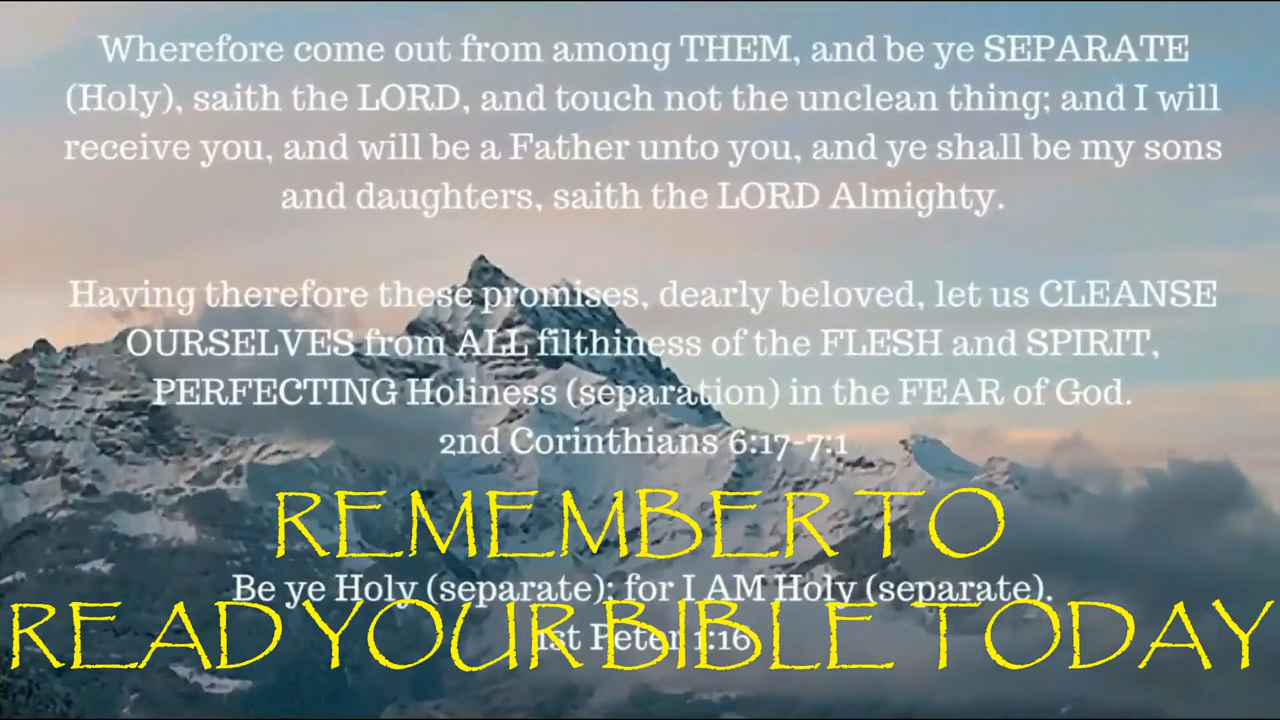 Wherefore come out from among THEM, and be ye SEPARATE
(Holy), saith the LORD, and touch not the unclean thing; and I will
receive you, and will be a Father unto you, and ye shall be my sons
and daughters, saith the LORD Almighty.
Having therefore these promises, dearly beloved, let us CLEANSE
OURSELVES from ALL filthiness of the FLESH and SPIRIT,
PERFECTING Holiness (separation) in the FEAR of God.
2nd Corinthians 6:17-7:1
REMEMBER TO
Be ye Holy (separate); for I AM Holy (separate).
READ YOUR BIBLE TODAY
1st Peter 1:16